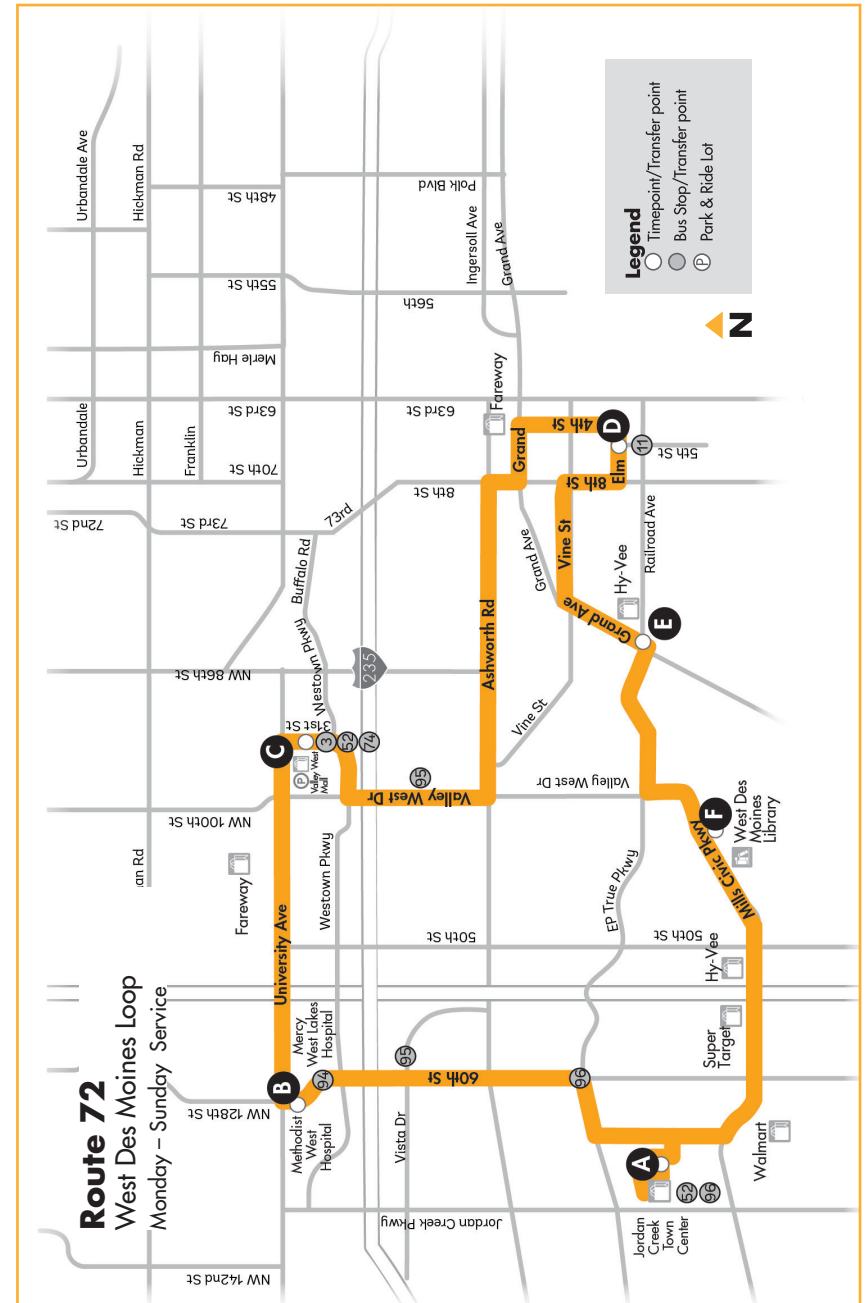 Route 72
West Des Moines Loop
Monday – Sunday Service
Legend
Timepoint/Transfer point
Bus Stop/Transfer point
P Park & Ride Lot
N
Urbandale Ave
Hickman Rd
48th St
Polk Blvd
Ingersoll Ave
Grand Ave
55th St
56th
Merle Hay
Urbandale
Hickman
Franklin
63rd St
63rd St
Fareway
70th St
8th St
72nd St
73rd St
73rd
Buffalo Rd
Westown Pkwy
NW 86th St
235
Grand
4th St
D
Elm
11
5th St
8th St
Vine St
Grand Ave
Railroad Ave
Hy-Vee
Grand Ave
E
Ashworth Rd
Vine St
31st St
C
3
52
74
P
Valley West
Mall
95
Valley West Dr
Valley West Dr
NW 100th St
an Rd
Fareway
Westown Pkwy
University Ave
50th St
50th St
EP True Pkwy
F
West Des
Moines
Library
Mills Civic Pkwy
Hy-Vee
Super
Target
Mercy
West Lakes
Hospital
B
94
NW 128th St
Methodist
West
Hospital
95
Vista Dr
60th St
96
A
Walmart
52
96
Jordan
Creek
Town
Center
Jordan Creek Pkwy
NW 142nd St